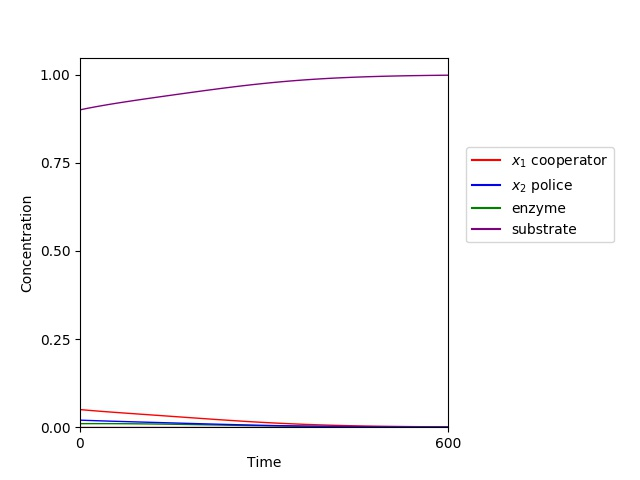 1.00
0.75
0.50
0.25
0.00
Concentration
0
600
Time
x₁ cooperator
x₂ police
enzyme
substrate